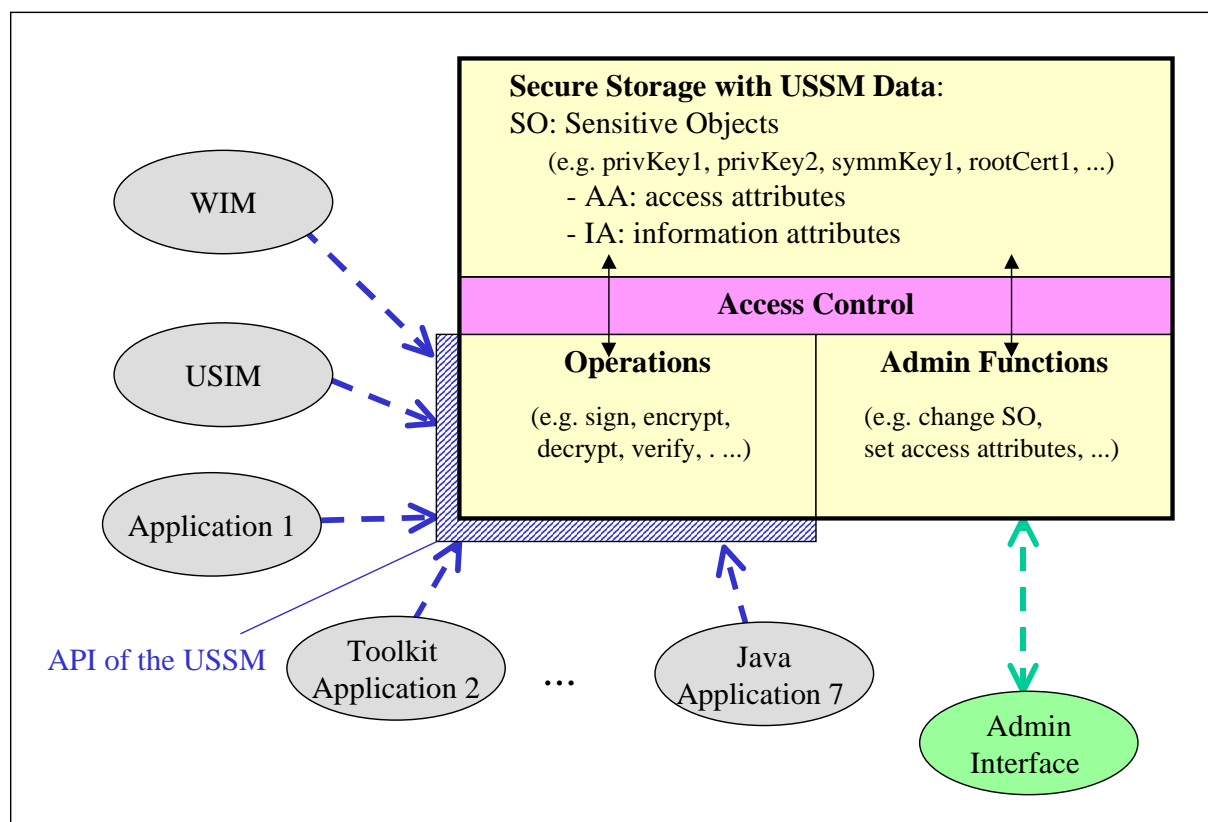 Secure Storage with USSM Data:
SO: Sensitive Objects
(e.g. privKey1, privKey2, symmKey1, rootCert1, ...)
- AA: access attributes
- IA: information attributes
WIM
Access Control
USIM
Operations
(e.g. sign, encrypt,
decrypt, verify, . ...)
Admin Functions
(e.g. change SO,
set access attributes, ...)
Application 1
API of the USSM
Toolkit
Application 2
...
Java
Application 7
Admin
Interface